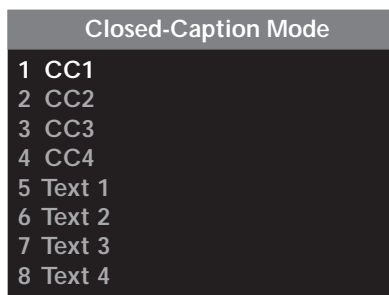 Closed-Caption Mode
1 CC1
2 CC2
3 CC3
4 CC4
5 Text 1
6 Text 2
7 Text 3
8 Text 4